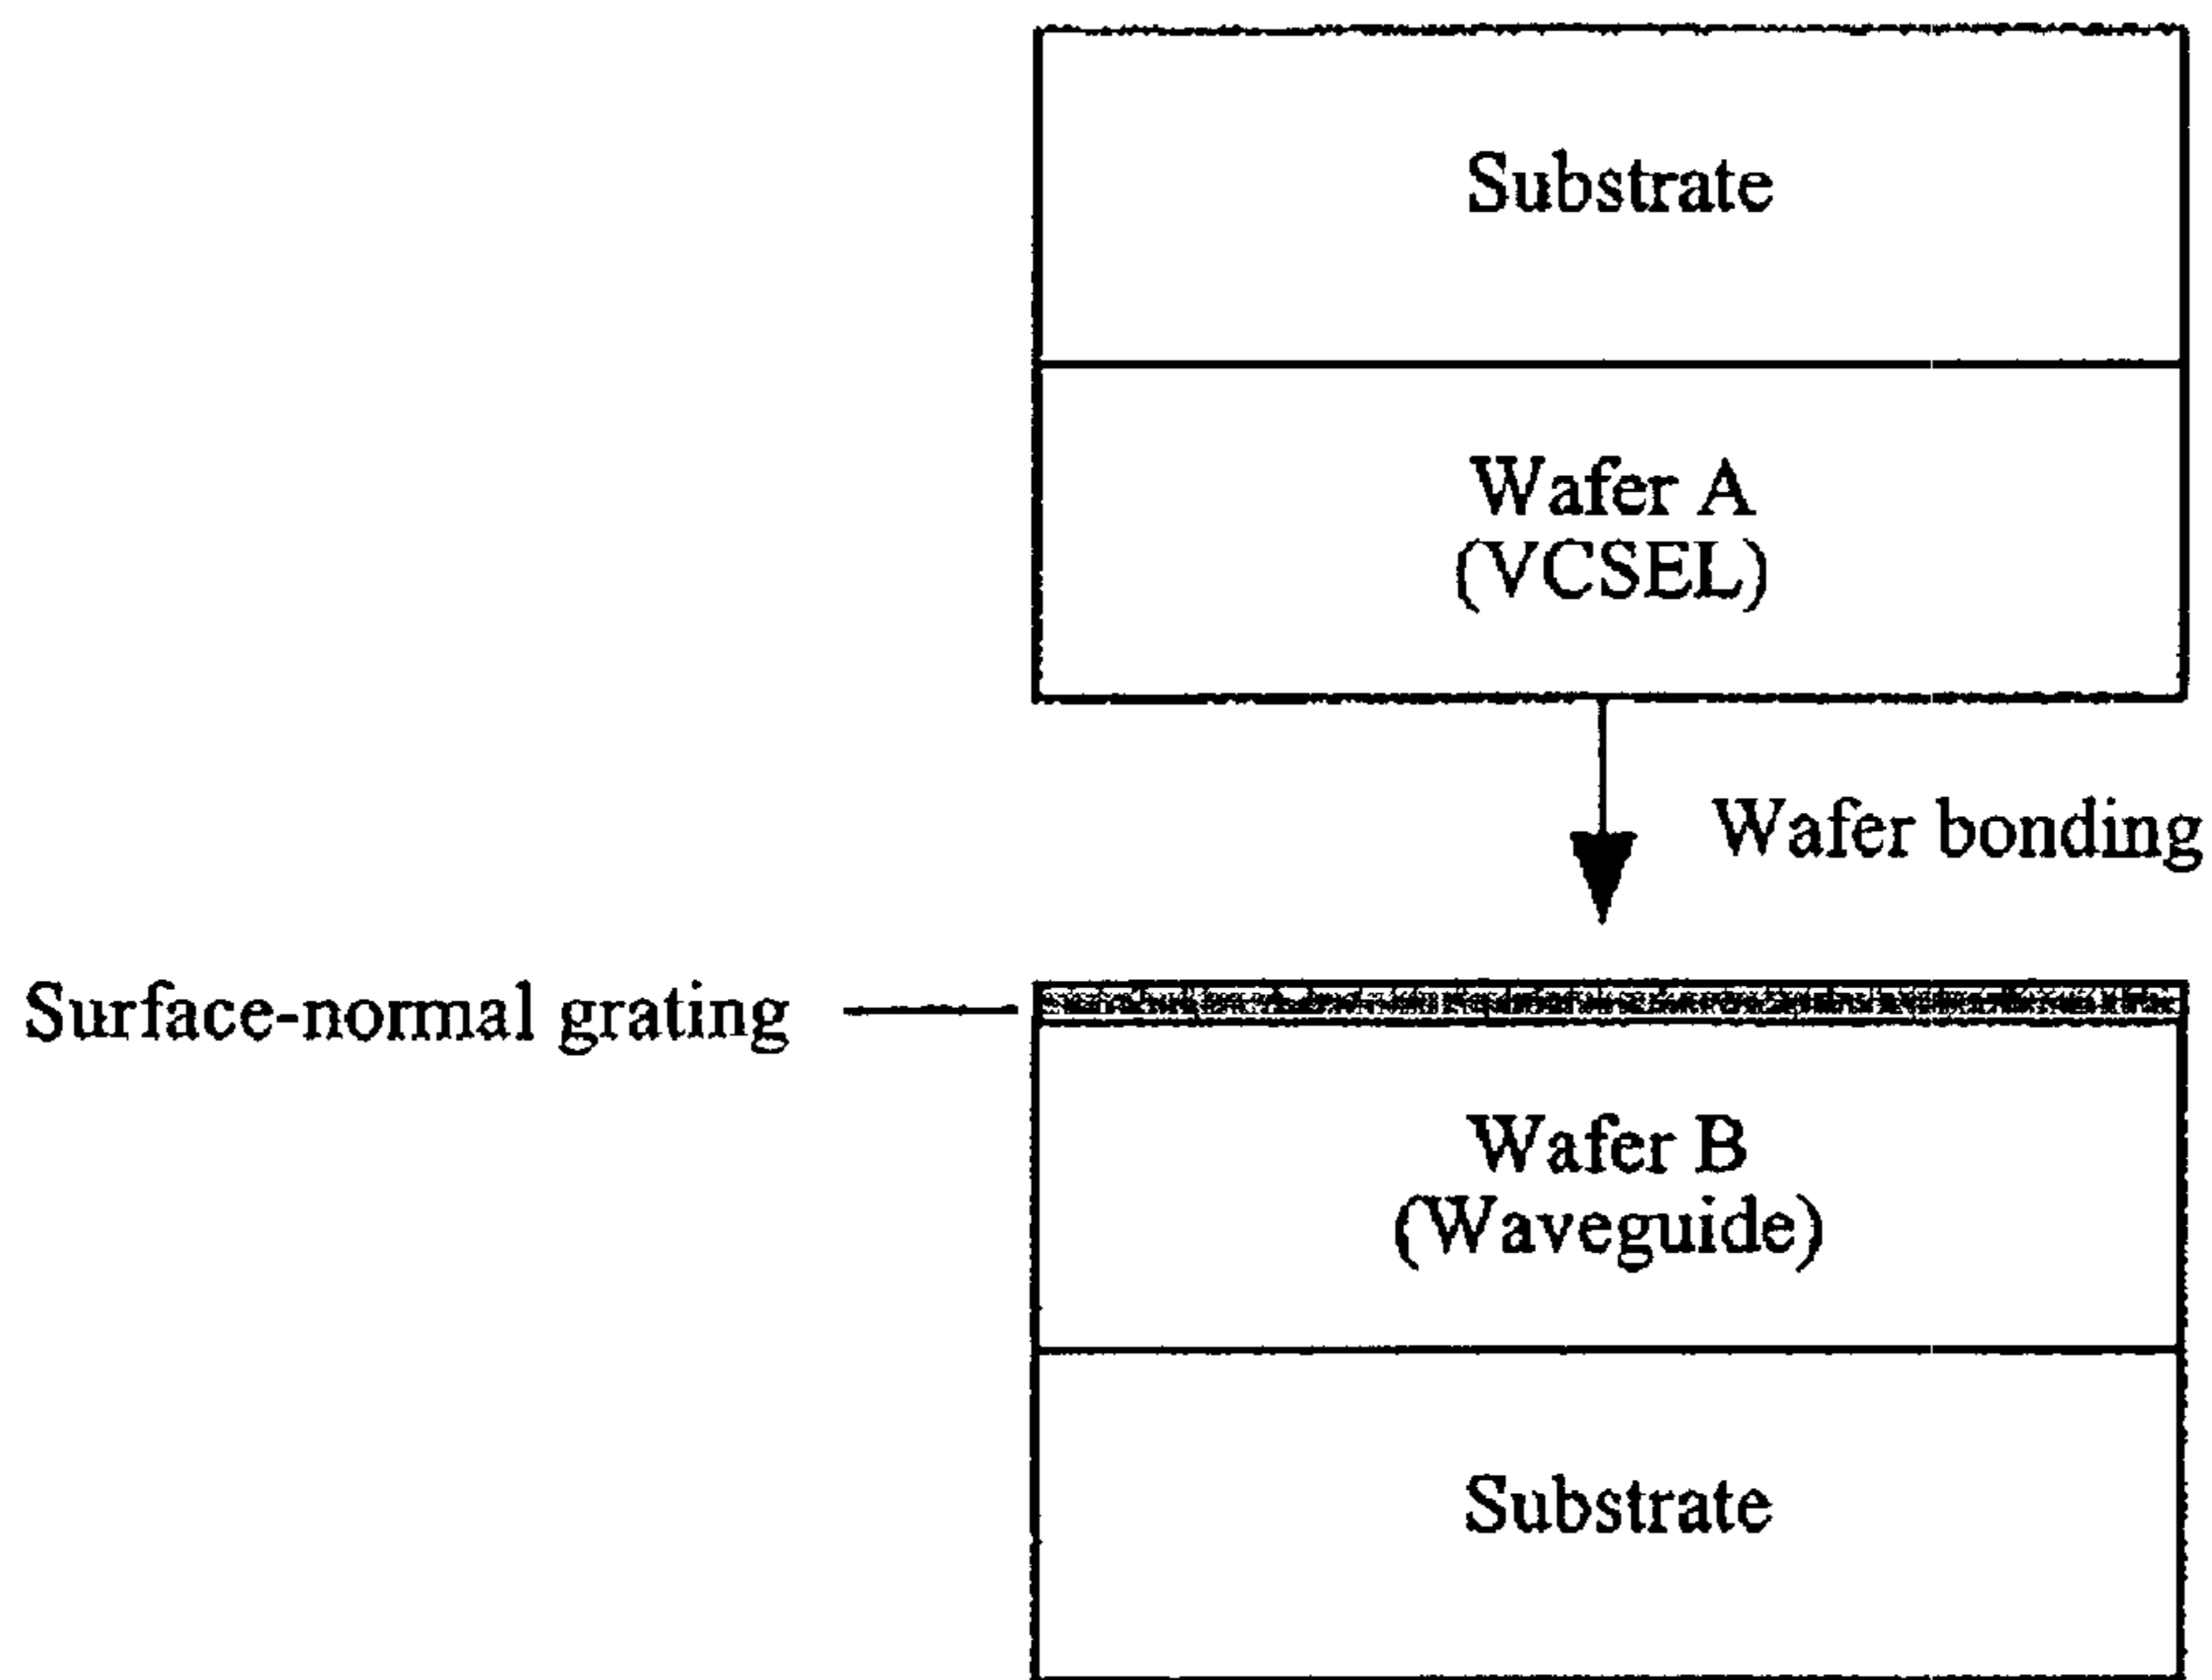 Substrate
Wafer A
(VCSEL)
Wafer bonding
Surface-normal grating
Wafer B
(Waveguide)
Substrate